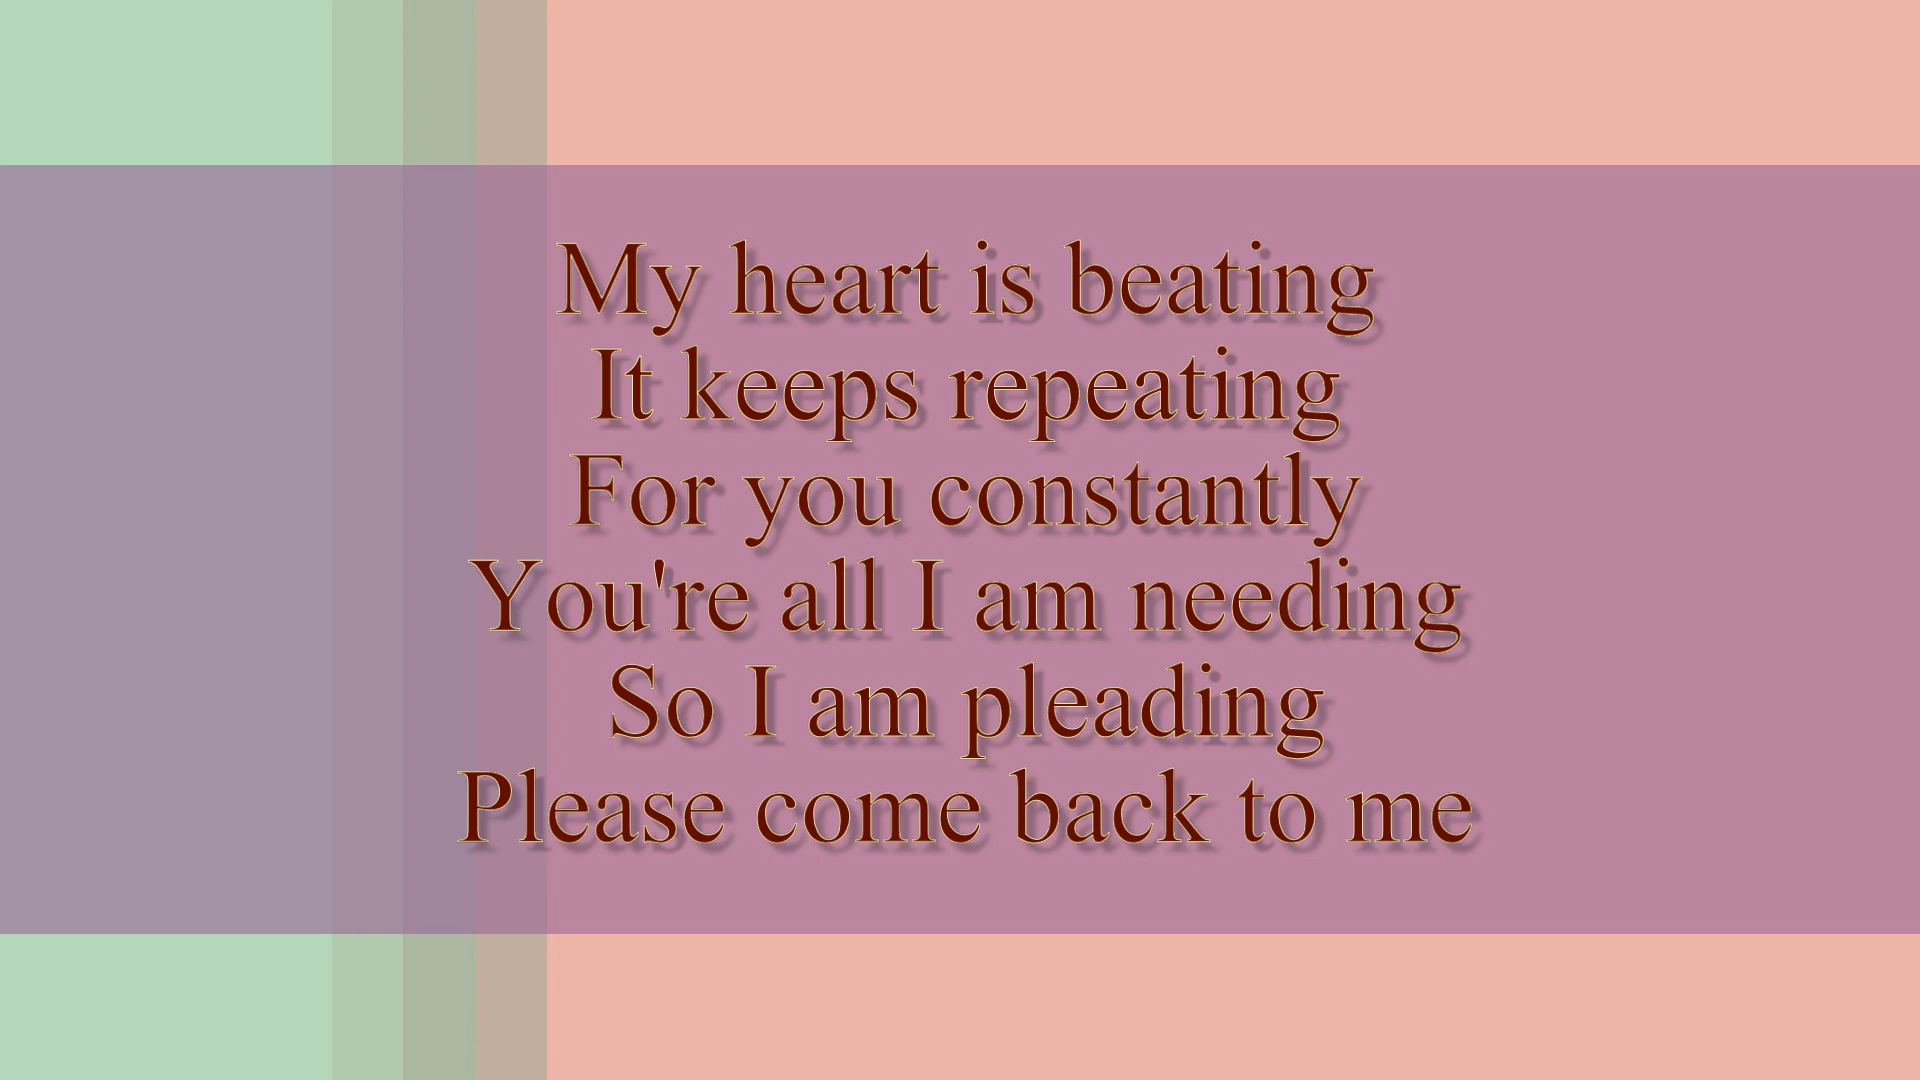 My heart is beating
It keeps repeating
For you constantly
You're all I am needing
So I am pleading
Please come back to me